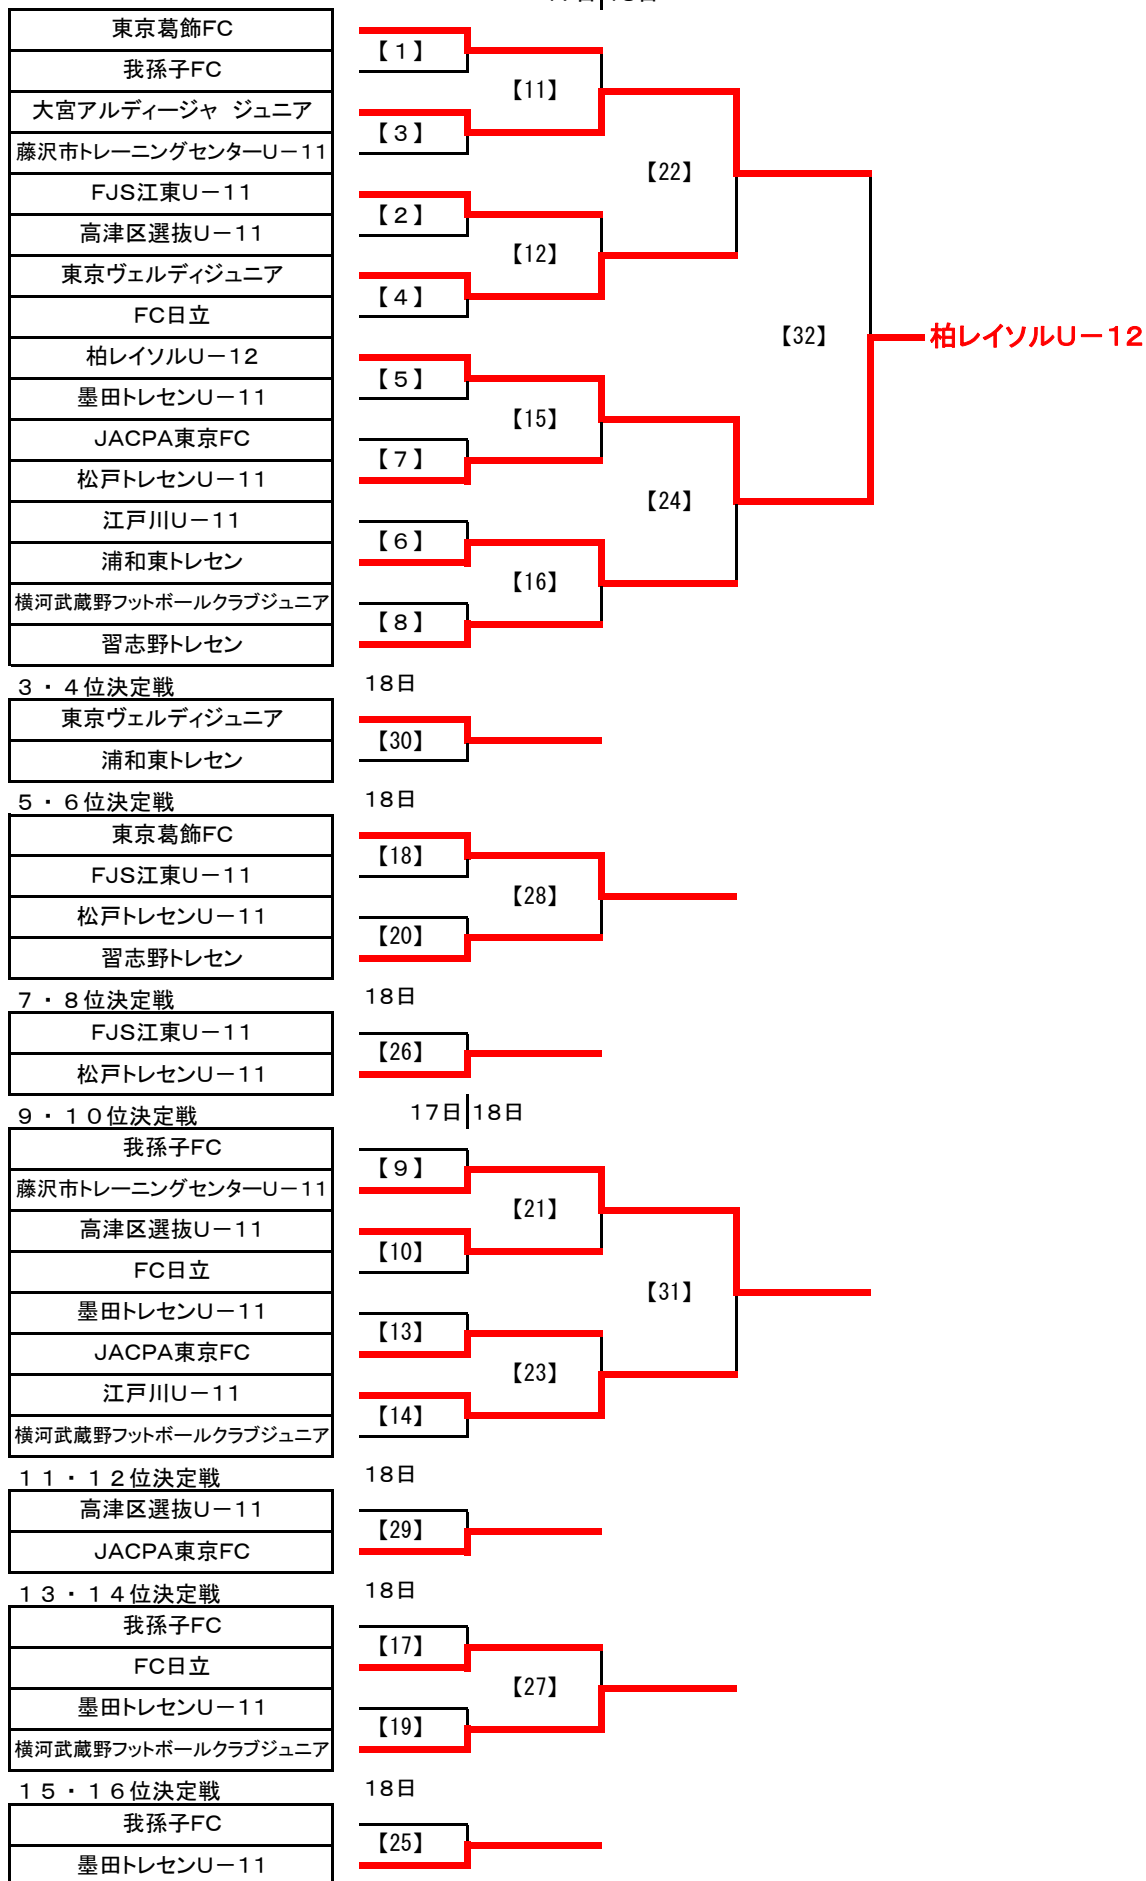 東京葛飾FC
【１】
我孫子FC
【11】
大宮アルディージャ ジュニア
【３】
藤沢市トレーニングセンターU－11
【22】
FJS江東U－11
【２】
高津区選抜U－11
【12】
東京ヴェルディジュニア
【４】
FC日立
【32】
柏レイソルU－12
柏レイソルU－12
【５】
墨田トレセンU－11
【15】
JACPA東京FC
【７】
松戸トレセンU－11
【24】
江戸川U－11
【６】
浦和東トレセン
【16】
横河武蔵野フットボールクラブジュニア
【８】
習志野トレセン
３・４位決定戦
18日
東京ヴェルディジュニア
【30】
浦和東トレセン
５・６位決定戦
18日
東京葛飾FC
【18】
FJS江東U－11
【28】
松戸トレセンU－11
【20】
習志野トレセン
７・８位決定戦
18日
FJS江東U－11
【26】
松戸トレセンU－11
９・１０位決定戦
17日 18日
我孫子FC
【９】
藤沢市トレーニングセンターU－11
【21】
高津区選抜U－11
【10】
FC日立
【31】
墨田トレセンU－11
【13】
JACPA東京FC
【23】
江戸川U－11
【14】
横河武蔵野フットボールクラブジュニア
１１・１２位決定戦
18日
高津区選抜U－11
【29】
JACPA東京FC
１３・１４位決定戦
18日
我孫子FC
【17】
FC日立
【27】
墨田トレセンU－11
【19】
横河武蔵野フットボールクラブジュニア
１５・１６位決定戦
18日
我孫子FC
【25】
墨田トレセンU－11